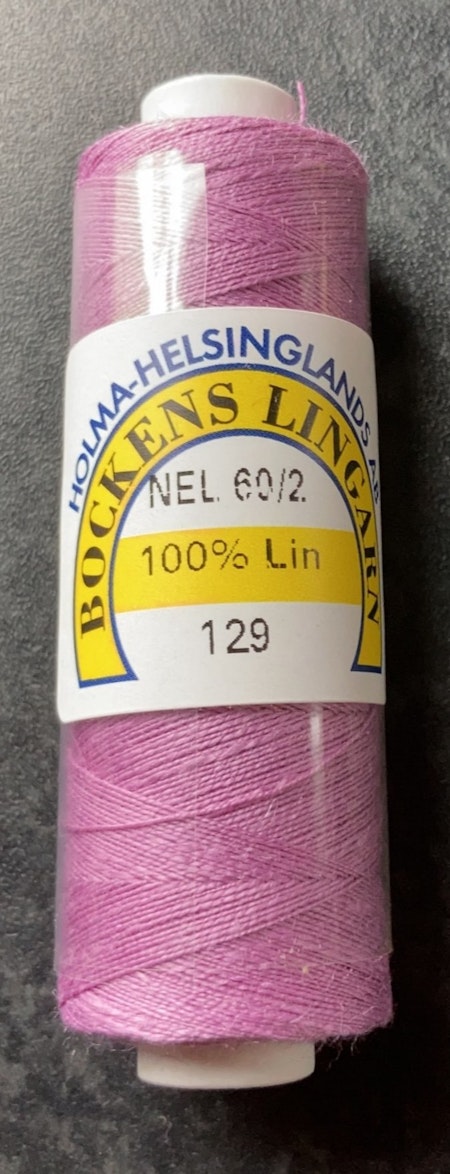 HOLMA-HELSINGLANDS AB
BOCKENS LINGARN
NEL. 60/2.
100% Lin
129